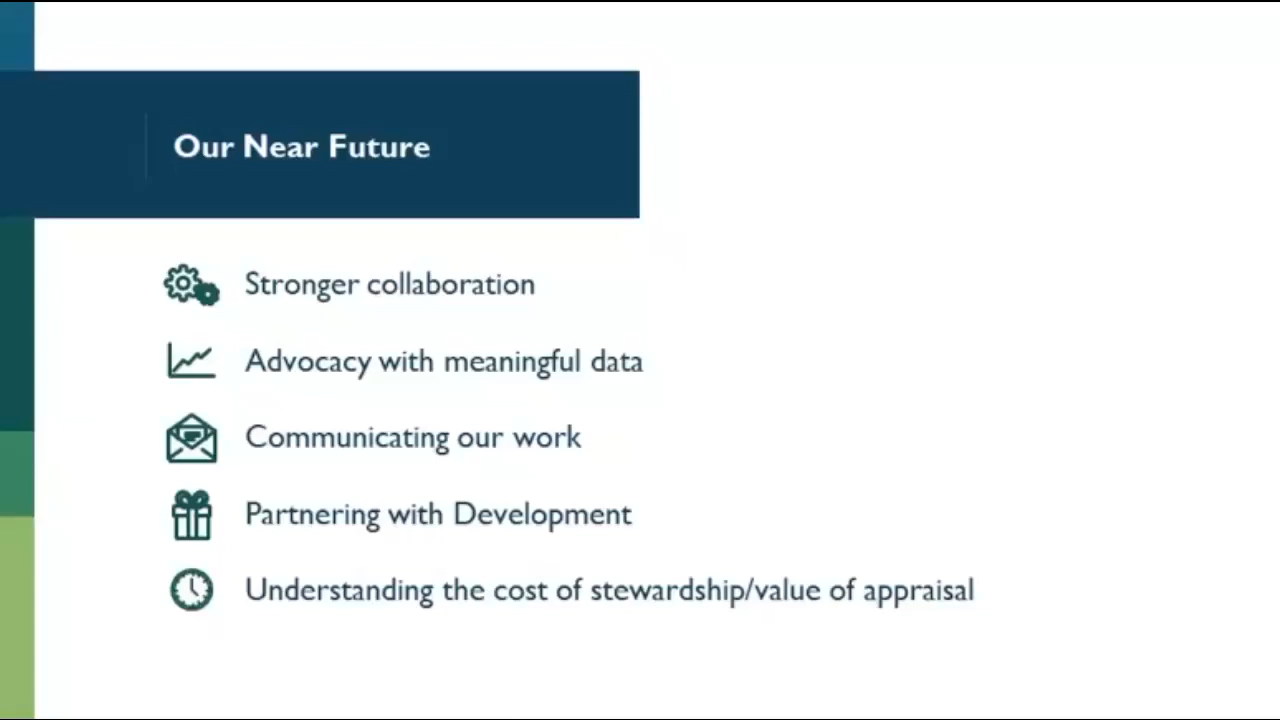 Our Near Future
Stronger collaboration
Advocacy with meaningful data
Communicating our work
Partnering with Development
Understanding the cost of stewardship/value of appraisal